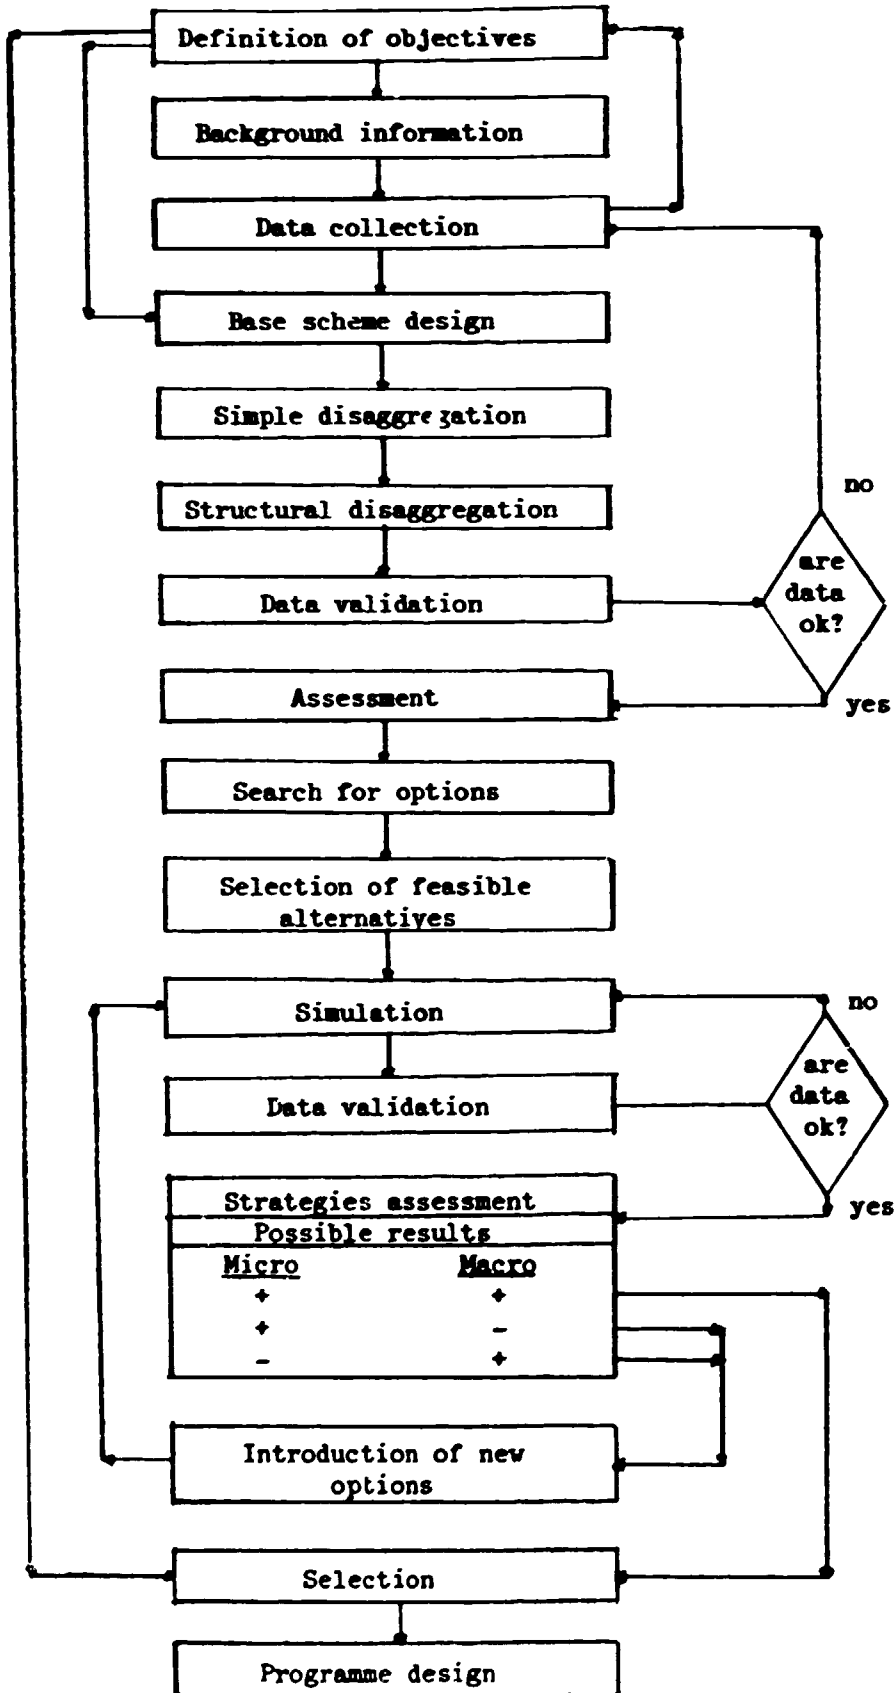 Definition of objectives
Background information
Data collection
Base scheme design
Simple disaggregation
Structural disaggregation
no
Data validation
are
data
ok?
Assessment
yes
Search for options
Selection of feasible
alternatives
Simulation
no
Data validation
are
data
ok?
Strategies assessment
yes
Possible results
Micro Macro
+ +
+ -
- +
Introduction of new
options
Selection
Programme design